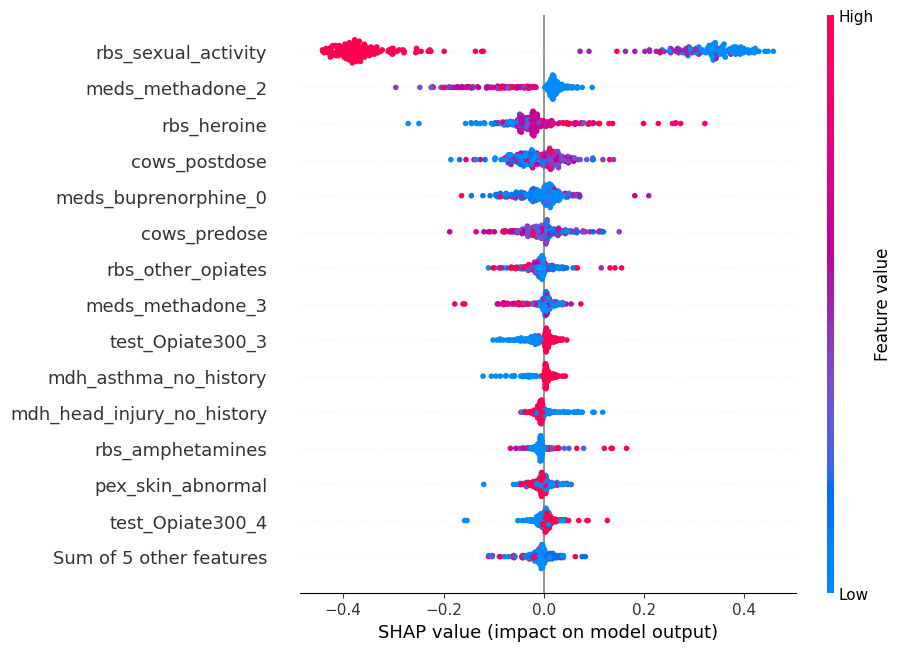 High
rbs_sexual_activity
meds_methadone_2
rbs_heroine
cows_postdose
meds_buprenorphine_0
cows_predose
rbs_other_opiates
meds_methadone_3
test_Opiate300_3
mdh_asthma_no_history
mdh_head_injury_no_history
rbs_amphetamines
pex_skin_abnormal
test_Opiate300_4
Sum of 5 other features
Feature value
Low
−0.4 −0.2 0.0 0.2 0.4
SHAP value (impact on model output)